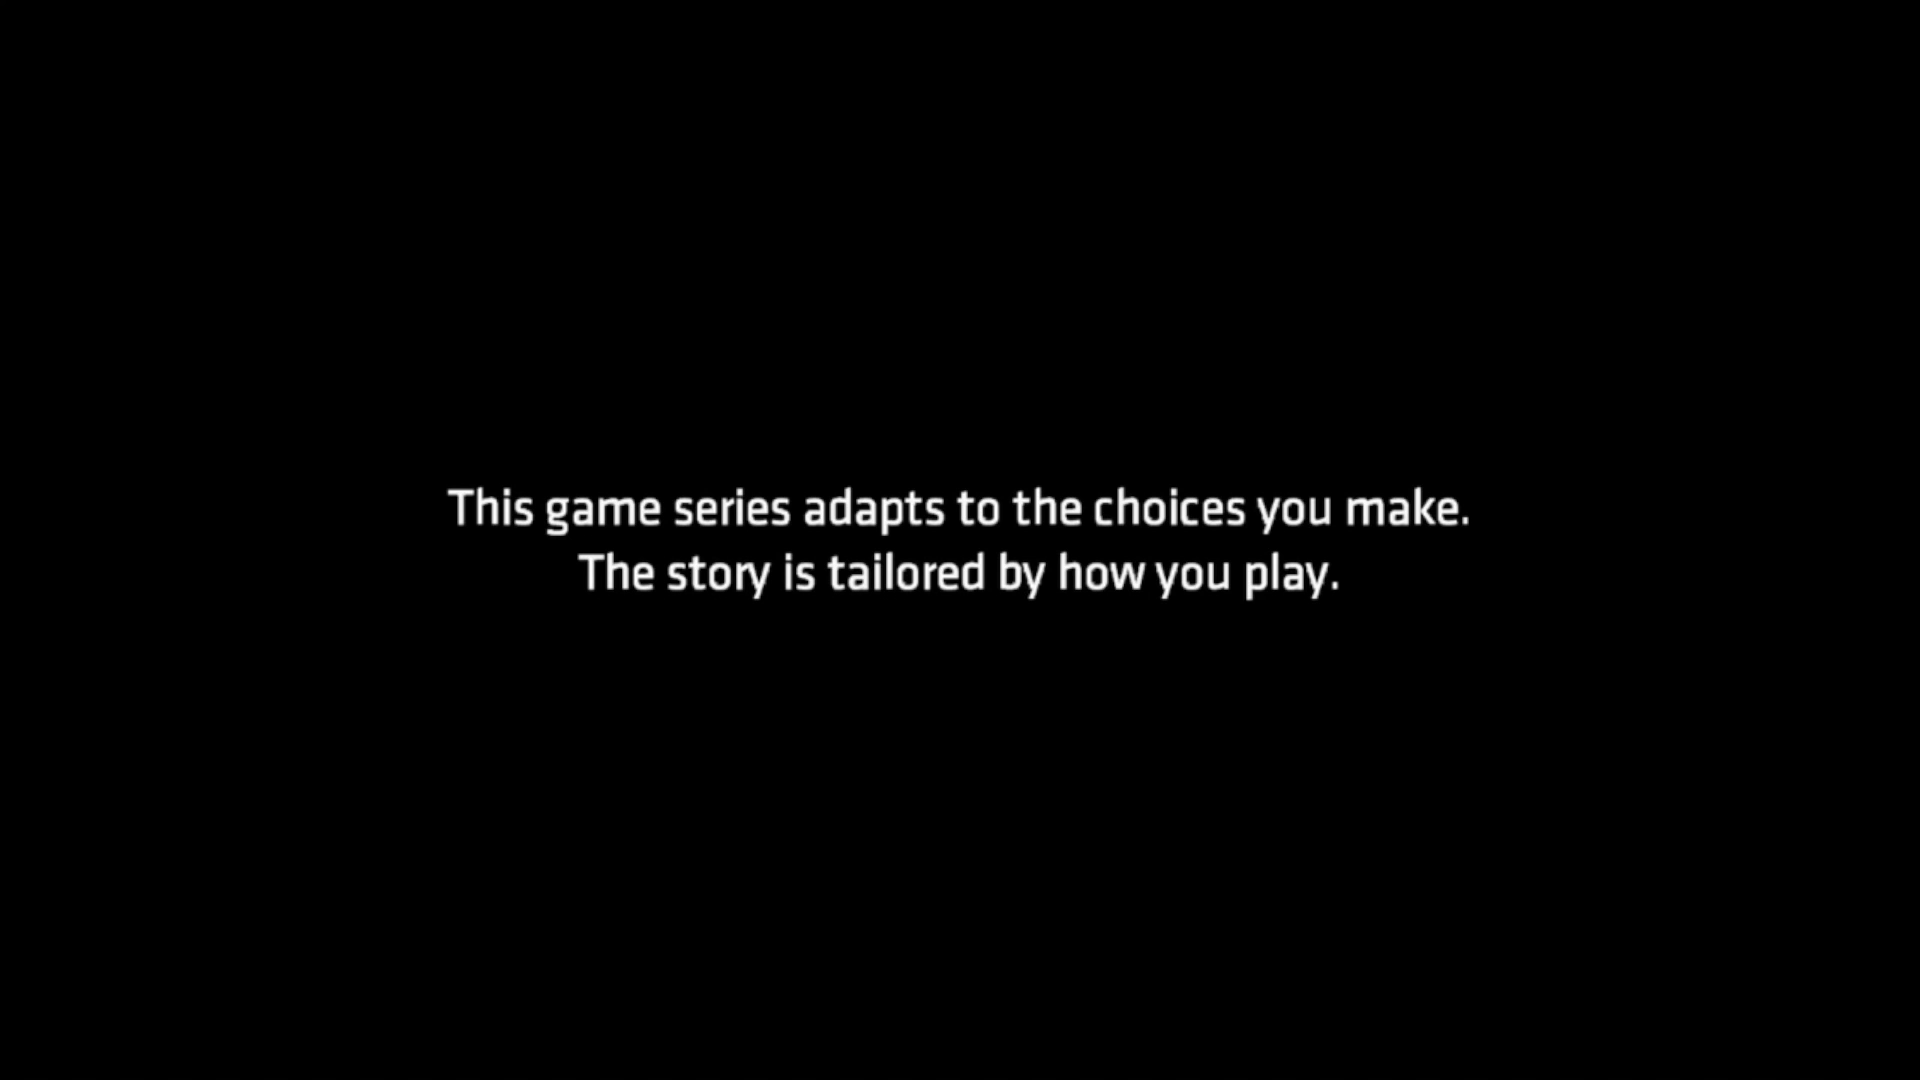 This game series adapts to the choices you make.
The story is tailored by how you play.